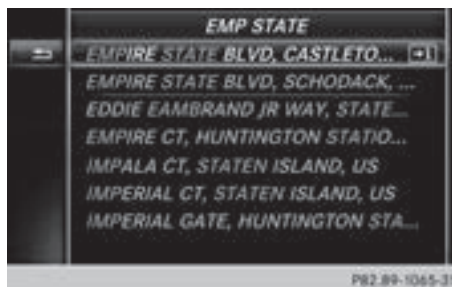 EMP STATE
EMPIRE STATE BLVD, CASTLETO...
EMPIRE STATE BLVD, SCHODACK, ...
EDDIE EAMBRAND JR WAY, STATE...
EMPIRE CT, HUNTINGTON STATIO...
IMPALA CT, STATEN ISLAND, US
IMPERIAL CT, STATEN ISLAND, US
IMPERIAL GATE, HUNTINGTON STA...
P82.89-1065-31